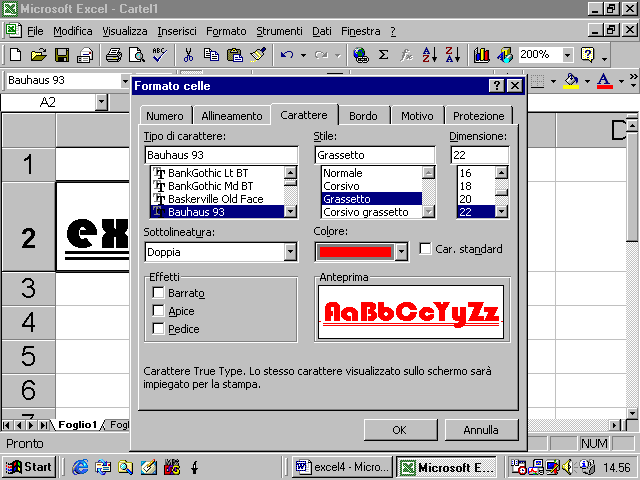 Microsoft Excel - Cartel1
File Modifica Visualizza Inserisci Formato Strumenti Dati Finestra ?
200%
Bauhaus 93
A2
Formato celle
Numero Allineamento Carattere Bordo Motivo Protezione
Tipo di carattere: Stile: Dimensione:
Bauhaus 93 Grassetto 22
BankGothic Lt BT Normale 16
BankGothic Md BT Corsivo 18
Baskerville Old Face Grassetto 20
Bauhaus 93 Corsivo grassetto 22
Sottolineatura: Colore:
Doppia Car. standard
Effetti Anteprima
Barrato
Apice
Pedice
AaBbCcYyZz
Carattere True Type. Lo stesso carattere visualizzato sullo schermo sarà
impiegato per la stampa.
OK Annulla
D
1
2
ex
3
4
5
6
7
Foglio1 Fog
Pronto NUM
Start excel4 - Micro... Microsoft E... 14.56